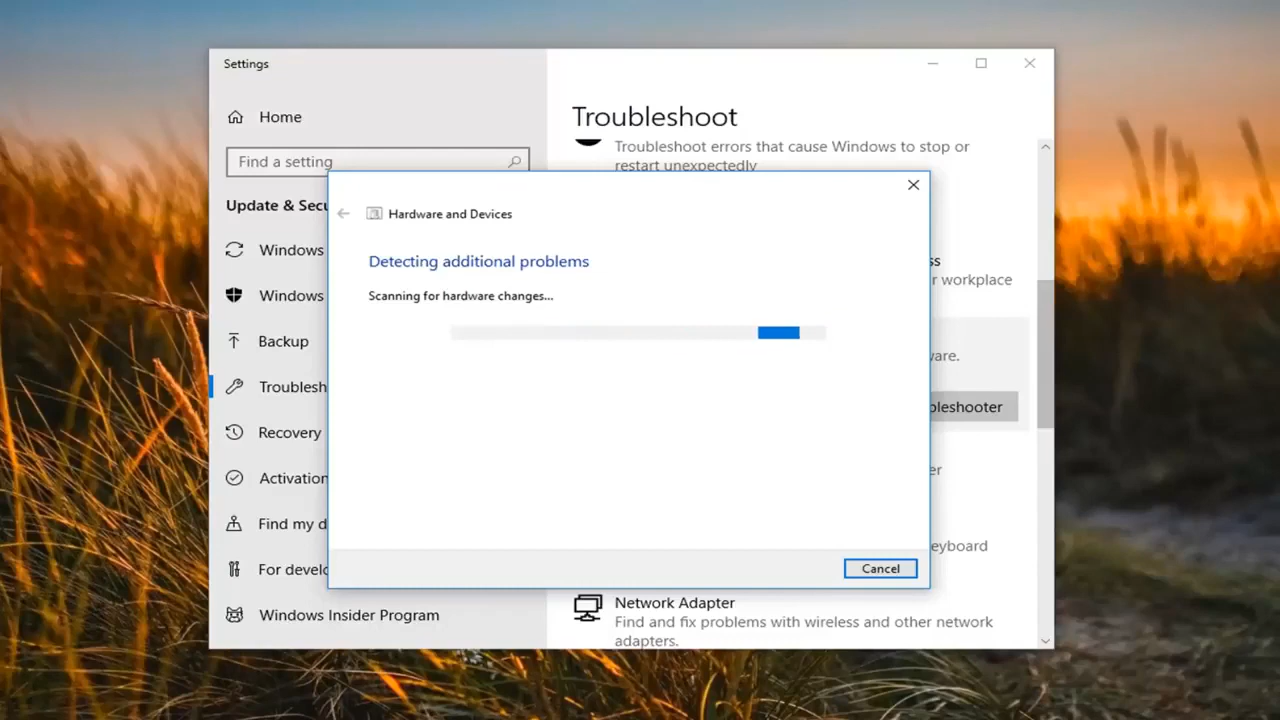 Settings
Home
Find a setting
Update & Secu
Windows
Windows
Backup
Troublesh
Recovery
Activation
Find my d
For develo
Windows Insider Program
Troubleshoot
Troubleshoot errors that cause Windows to stop or
restart unexpectedly
ss
r workplace
ware.
bleshooter
er
eyboard
Network Adapter
Find and fix problems with wireless and other network
adapters.
Hardware and Devices
Detecting additional problems
Scanning for hardware changes...
Cancel